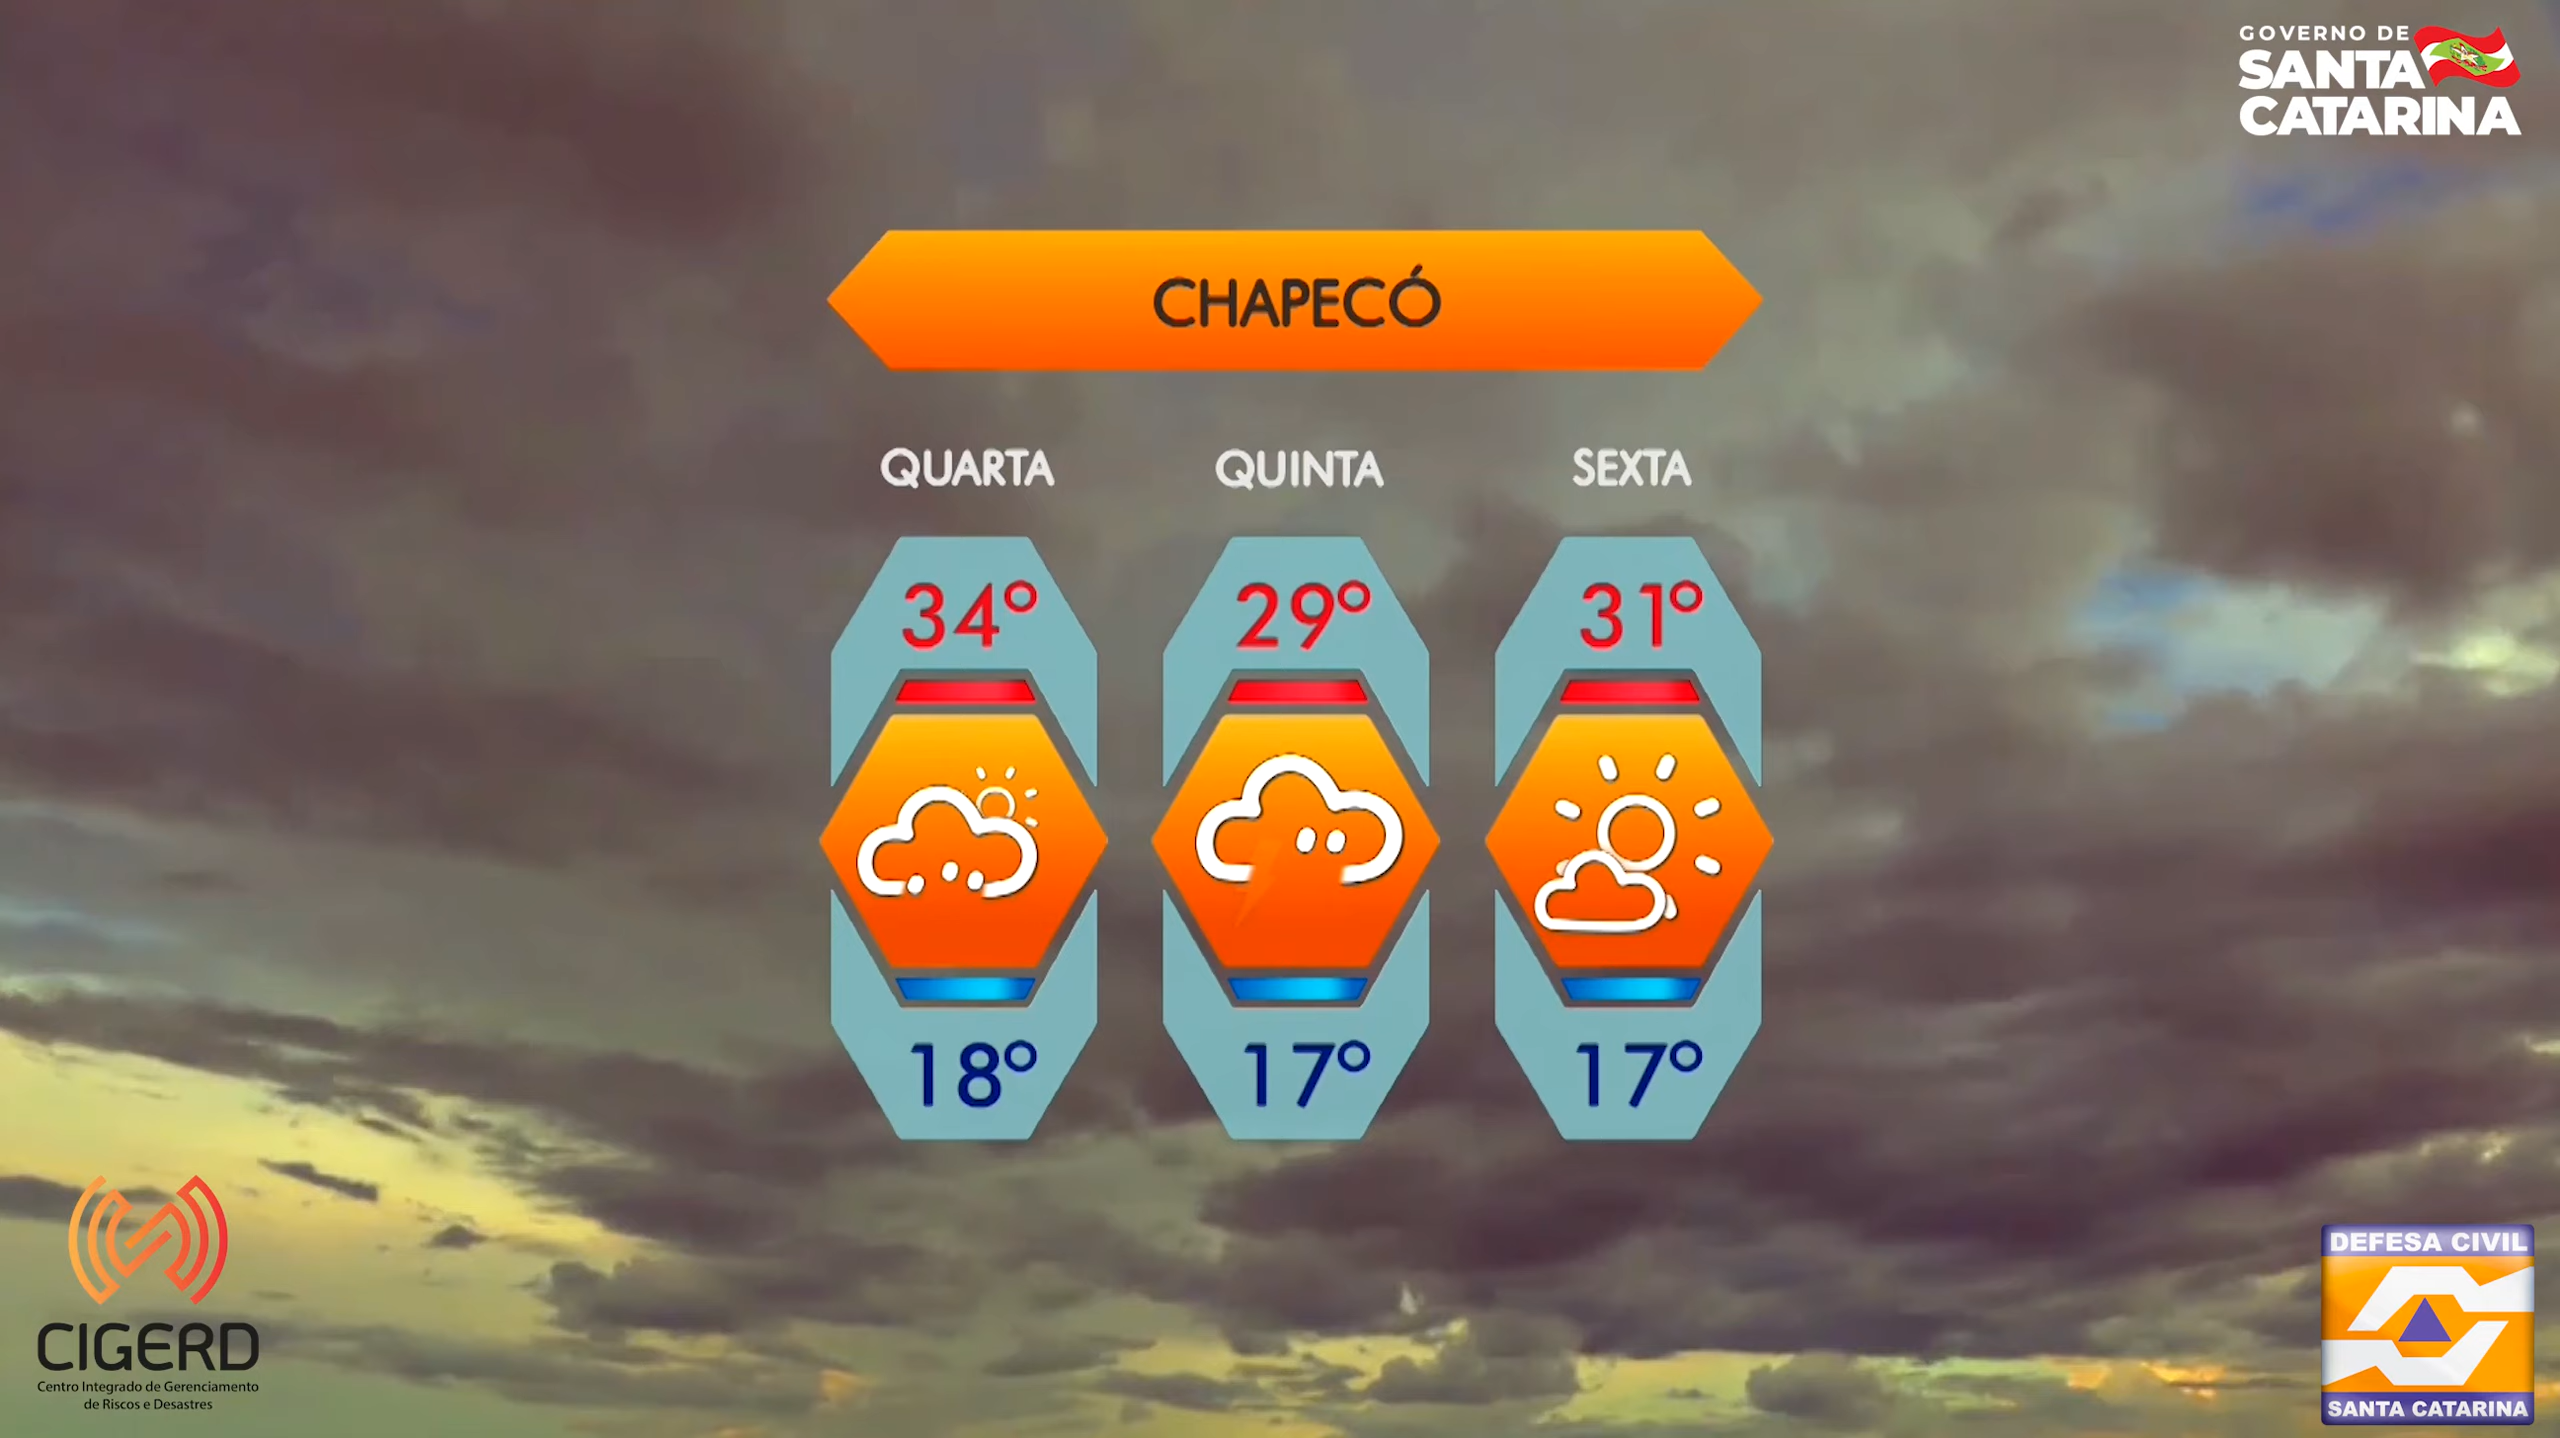 GOVERNO DE
SANTA
CATARINA
CHAPECÓ
QUARTA
QUINTA
SEXTA
34°
29°
31°
18°
17°
17°
CIGERD
Centro Integrado de Gerenciamento
de Riscos e Desastres
DEFESA CIVIL
SANTA CATARINA